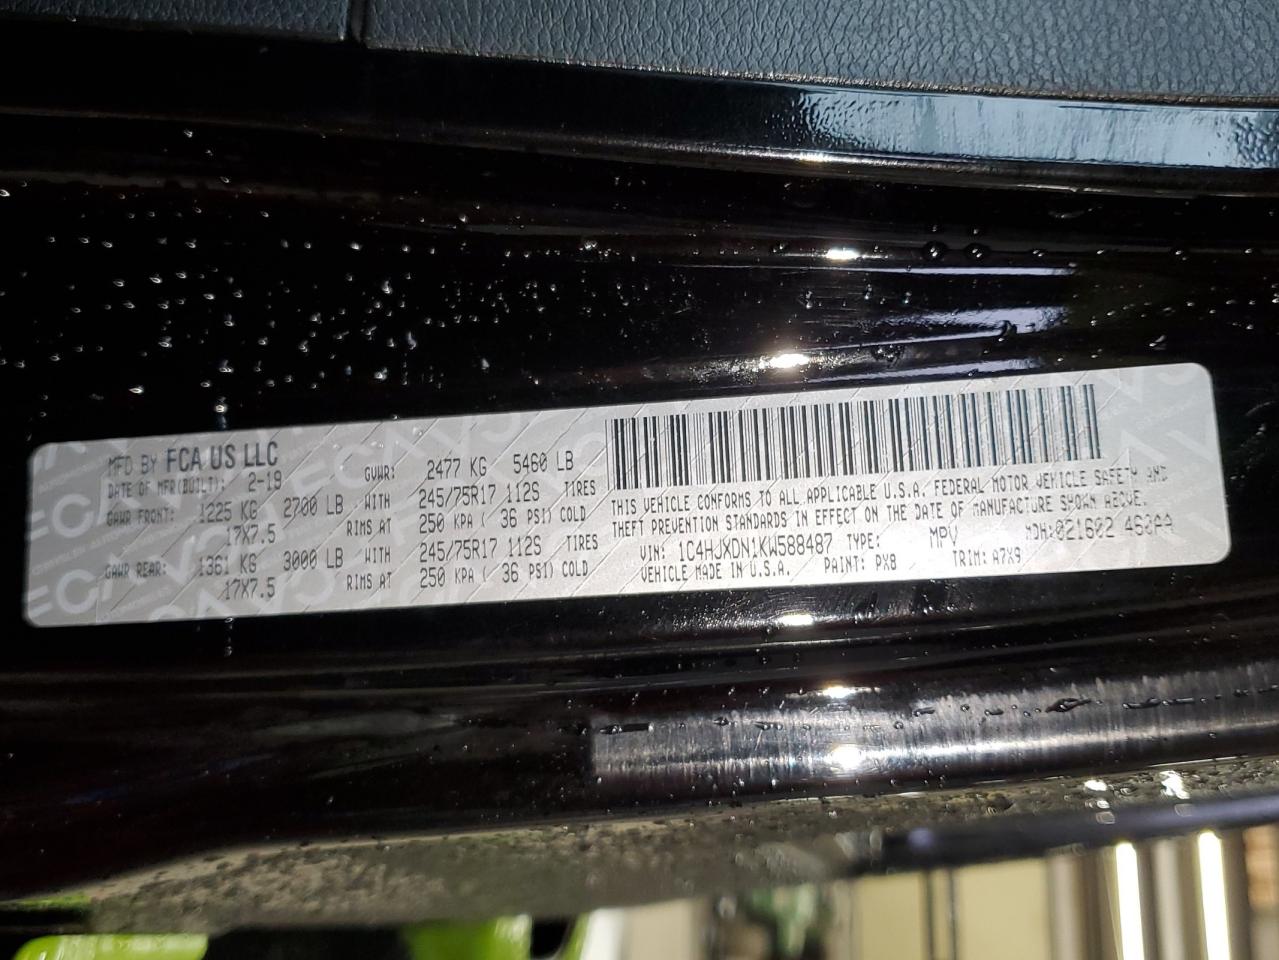 MFD BY FCA US LLC
DATE OF MFR(BUILT): 2-19 GVWR: 2477 KG 5460 LB
GAWR FRONT: 1225 KG 2700 LB WITH 245/75R17 112S TIRES
17X7.5 RIMS AT 250 KPA( 36 PSI) COLD
GAWR REAR: 1361 KG 3000 LB WITH 245/75R17 112S TIRES
17X7.5 RIMS AT 250 KPA( 36 PSI) COLD
THIS VEHICLE CONFORMS TO ALL APPLICABLE U.S.A. FEDERAL MOTOR VEHICLE SAFETY AND
THEFT PREVENTION STANDARDS IN EFFECT ON THE DATE OF MANUFACTURE SHOWN ABOVE.
VIN: 1C4HJXDN1KW588487 TYPE: MPV MDH:021602 463AA
VEHICLE MADE IN U.S.A. PAINT: PX8 TRIM: A7X9